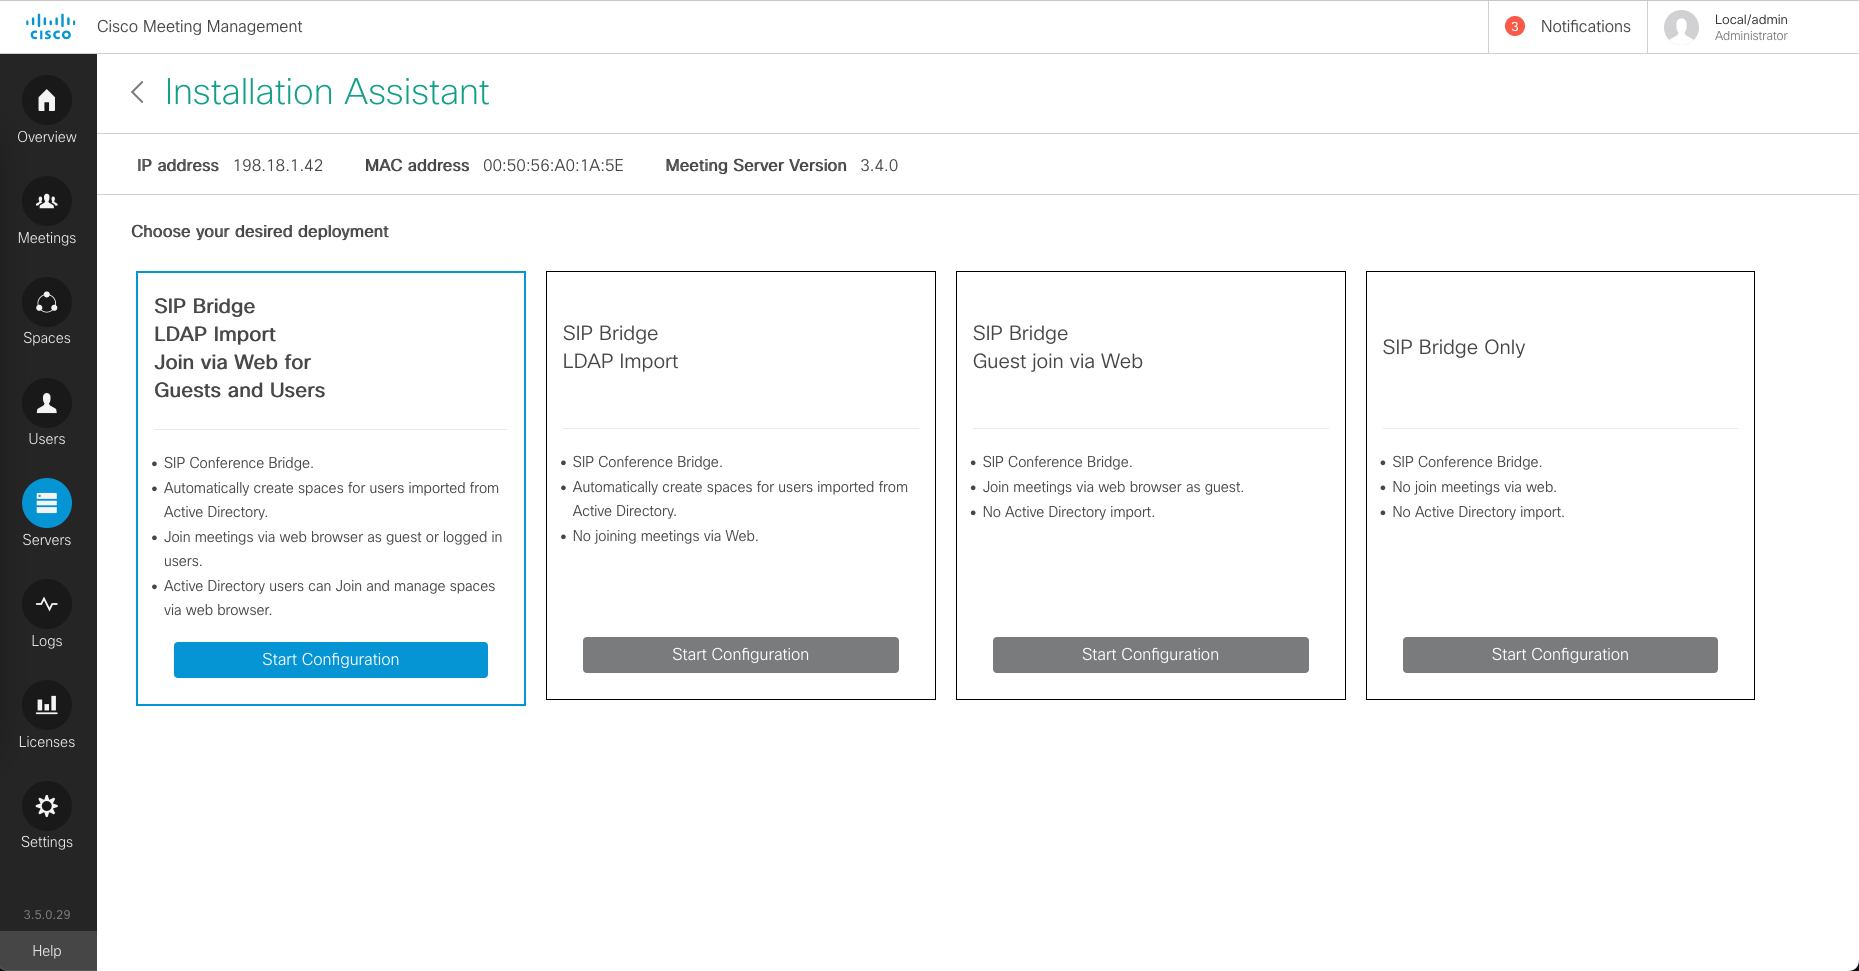 CISCO
Cisco Meeting Management
3 Notifications
Local/admin
Administrator
Overview
Meetings
Spaces
Users
Servers
Logs
Licenses
Settings
3.5.0.29
Help
Installation Assistant
IP address 198.18.1.42 MAC address 00:50:56:A0:1A:5E Meeting Server Version 3.4.0
Choose your desired deployment
SIP Bridge
LDAP Import
Join via Web for
Guests and Users
• SIP Conference Bridge.
• Automatically create spaces for users imported from
Active Directory.
• Join meetings via web browser as guest or logged in
users.
• Active Directory users can Join and manage spaces
via web browser.
Start Configuration
SIP Bridge
LDAP Import
• SIP Conference Bridge.
• Automatically create spaces for users imported from
Active Directory.
• No joining meetings via Web.
Start Configuration
SIP Bridge
Guest join via Web
• SIP Conference Bridge.
• Join meetings via web browser as guest.
• No Active Directory import.
Start Configuration
SIP Bridge Only
• SIP Conference Bridge.
• No join meetings via web.
• No Active Directory import.
Start Configuration